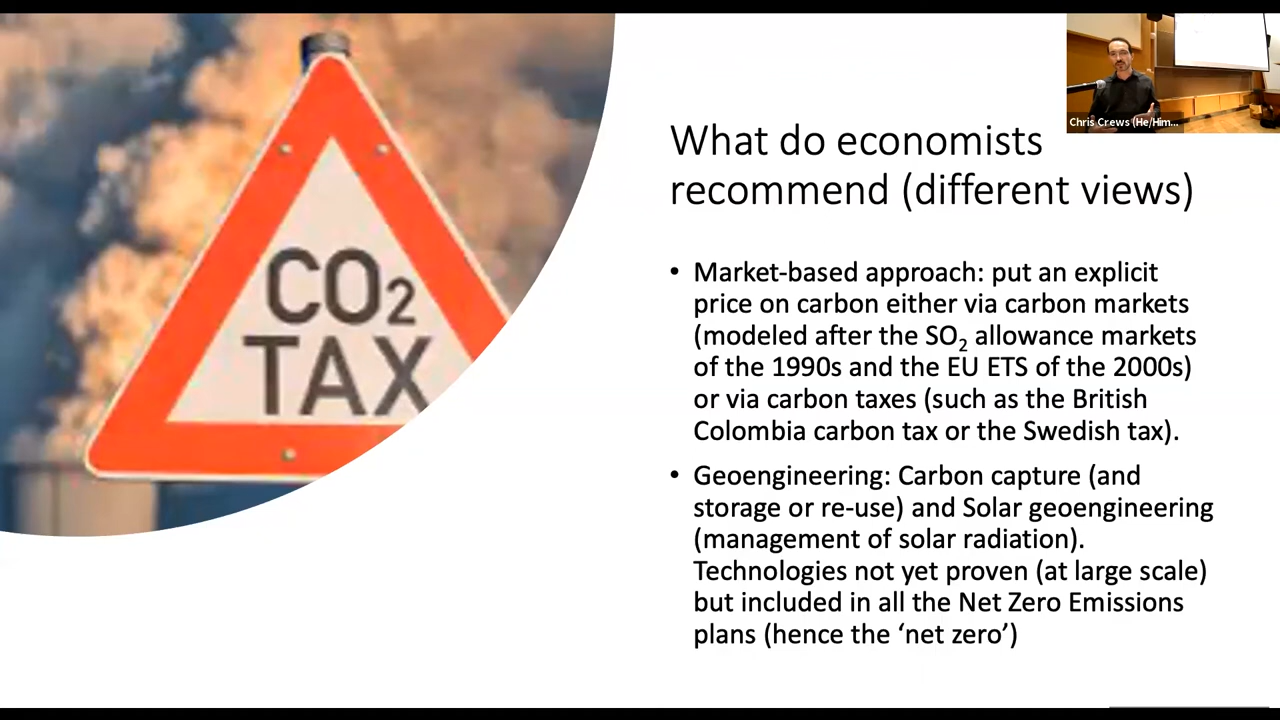 CO2
TAX
Chris Crews (He/Him...
What do economists
recommend (different views)
• Market-based approach: put an explicit
price on carbon either via carbon markets
(modeled after the SO2 allowance markets
of the 1990s and the EU ETS of the 2000s)
or via carbon taxes (such as the British
Colombia carbon tax or the Swedish tax).
• Geoengineering: Carbon capture (and
storage or re-use) and Solar geoengineering
(management of solar radiation).
Technologies not yet proven (at large scale)
but included in all the Net Zero Emissions
plans (hence the ‘net zero’)